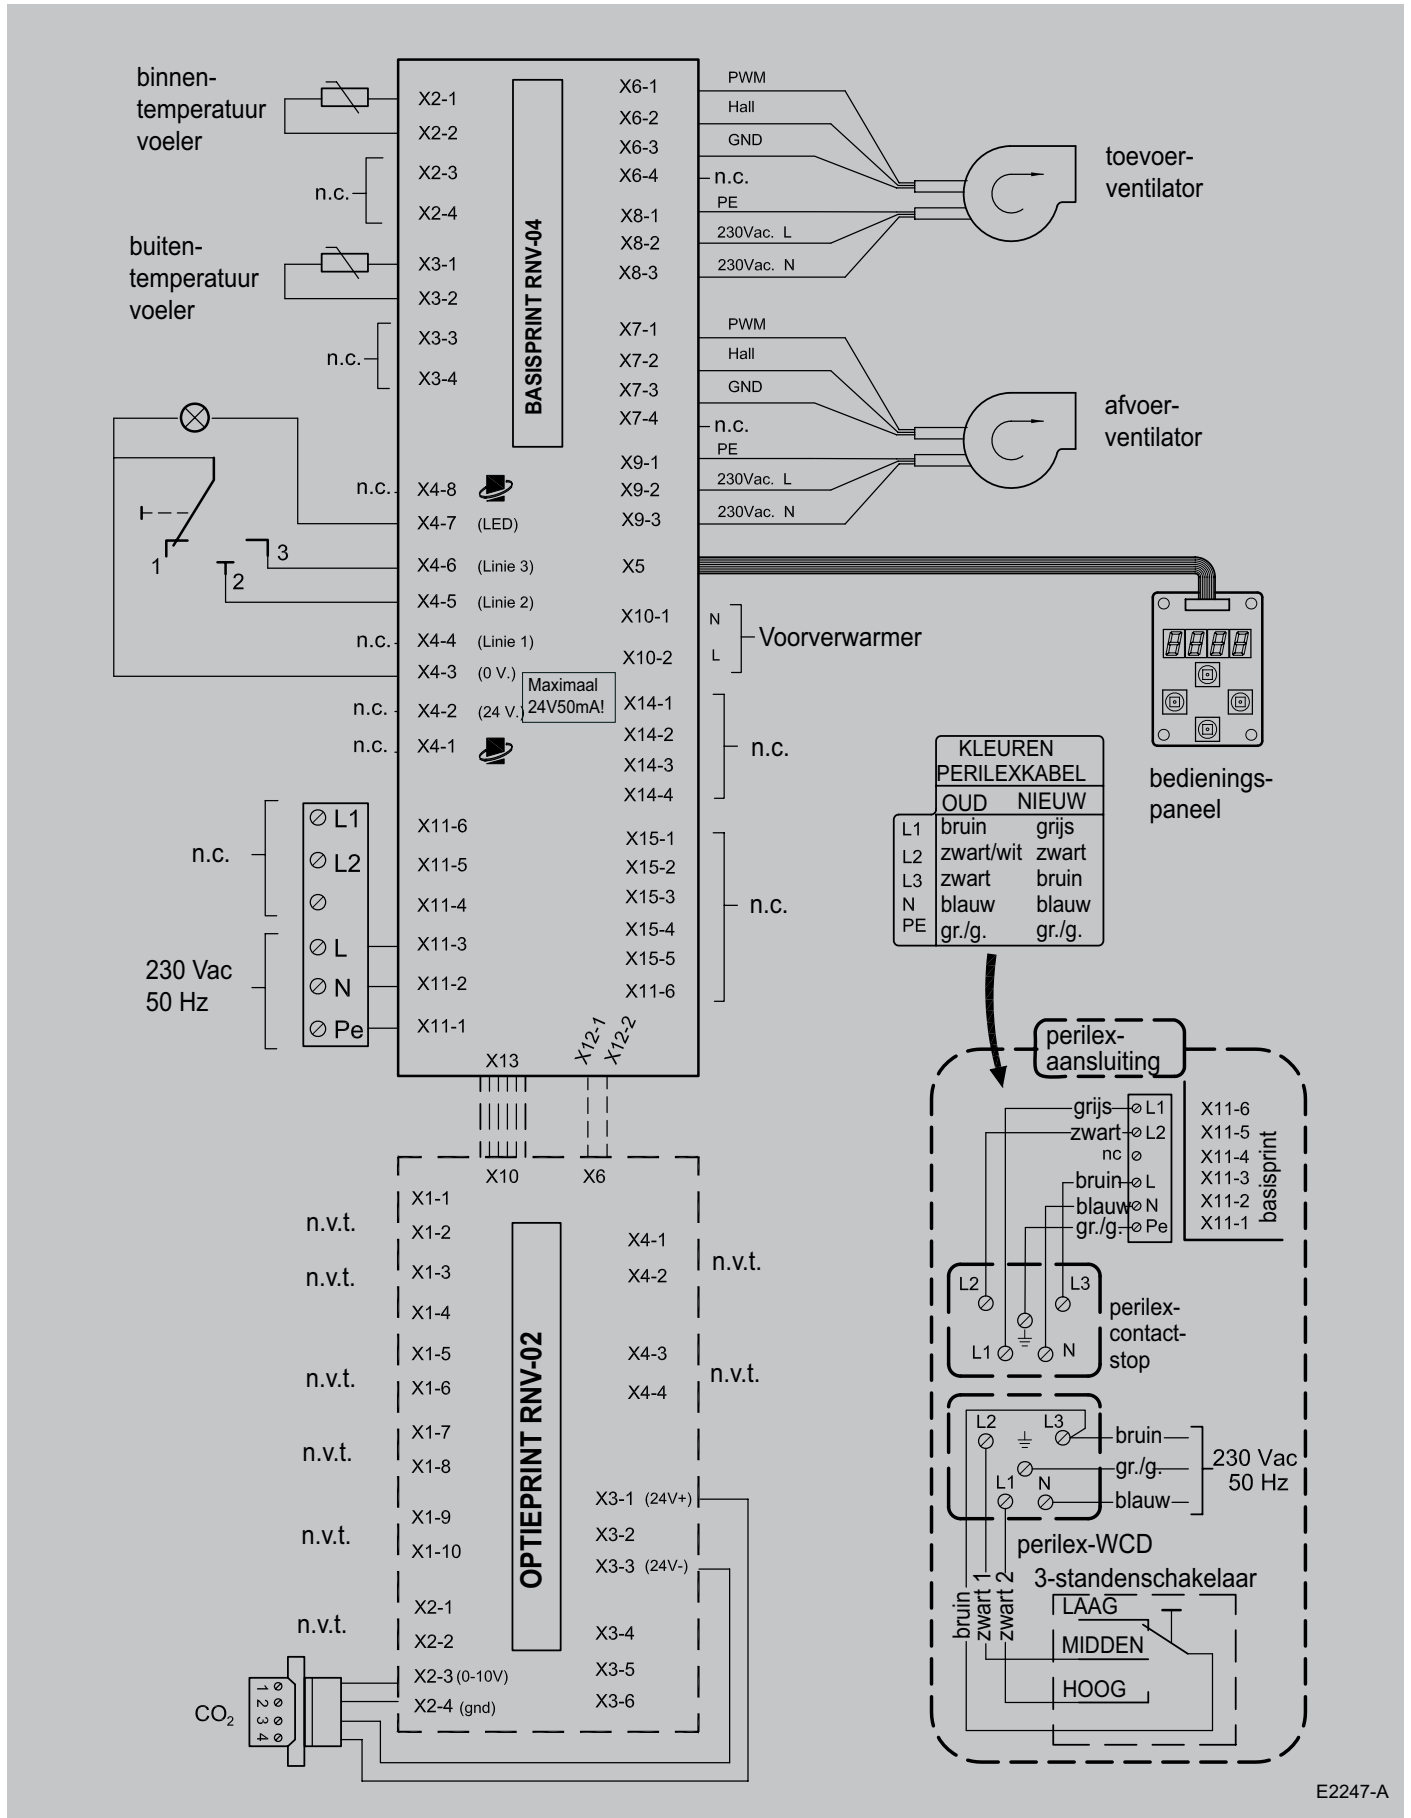 binnen-
temperatuur
voeler
X2-1
X2-2
n.c.
X2-3
X2-4
buiten-
temperatuur
voeler
X3-1
X3-2
n.c.
X3-3
X3-4
BASISPRINT RNV-04
X6-1 PWM
X6-2 Hall
X6-3 GND
X6-4 n.c.
X8-1 PE
X8-2 230Vac. L
X8-3 230Vac. N
toevoer-
ventilator
X7-1 PWM
X7-2 Hall
X7-3 GND
X7-4 n.c.
X9-1 PE
X9-2 230Vac. L
X9-3 230Vac. N
afvoer-
ventilator
1
2
3
n.c. X4-8
X4-7 (LED)
X4-6 (Linie 3)
X4-5 (Linie 2)
n.c. X4-4 (Linie 1)
X4-3 (0 V.)
n.c. X4-2 (24 V.)
n.c. X4-1
Maximaal
24V50mA!
X5
bedienings-
paneel
X10-1 N
X10-2 L
Voorverwarmer
X14-1
X14-2
X14-3
X14-4
n.c.
X15-1
X15-2
X15-3
X15-4
X15-5
X11-6
n.c.
n.c.
L1 X11-6
L2 X11-5
X11-4
230 Vac
50 Hz
L X11-3
N X11-2
Pe X11-1
X13
X12-1
X12-2
KLEUREN
PERILEXKABEL
OUD NIEUW
L1 bruin grijs
L2 zwart/wit zwart
L3 zwart bruin
N blauw blauw
PE gr./g. gr./g.
X10
X6
OPTIEPRINT RNV-02
X1-1
n.v.t.
X1-2
n.v.t. X1-3
X1-4
X1-5
n.v.t.
X1-6
X1-7
n.v.t.
X1-8
X1-9
n.v.t.
X1-10
X2-1
n.v.t.
X2-2
X2-3 (0-10V)
X2-4 (gnd)
CO2
1
2
3
4
X4-1
n.v.t.
X4-2
X4-3
n.v.t.
X4-4
X3-1 (24V+)
X3-2
X3-3 (24V-)
X3-4
X3-5
X3-6
perilex-
aansluiting
grijs L1 X11-6
zwart L2 X11-5
nc X11-4
bruin L X11-3
blauw N X11-2
gr./g. Pe X11-1
basisprint
L2
L3
L1
N
perilex-
contact-
stop
L2
L3
L1
N
bruin
gr./g.
blauw
230 Vac
50 Hz
perilex-WCD
bruin
zwart 1
zwart 2
3-standenschakelaar
LAAG
MIDDEN
HOOG
E2247-A